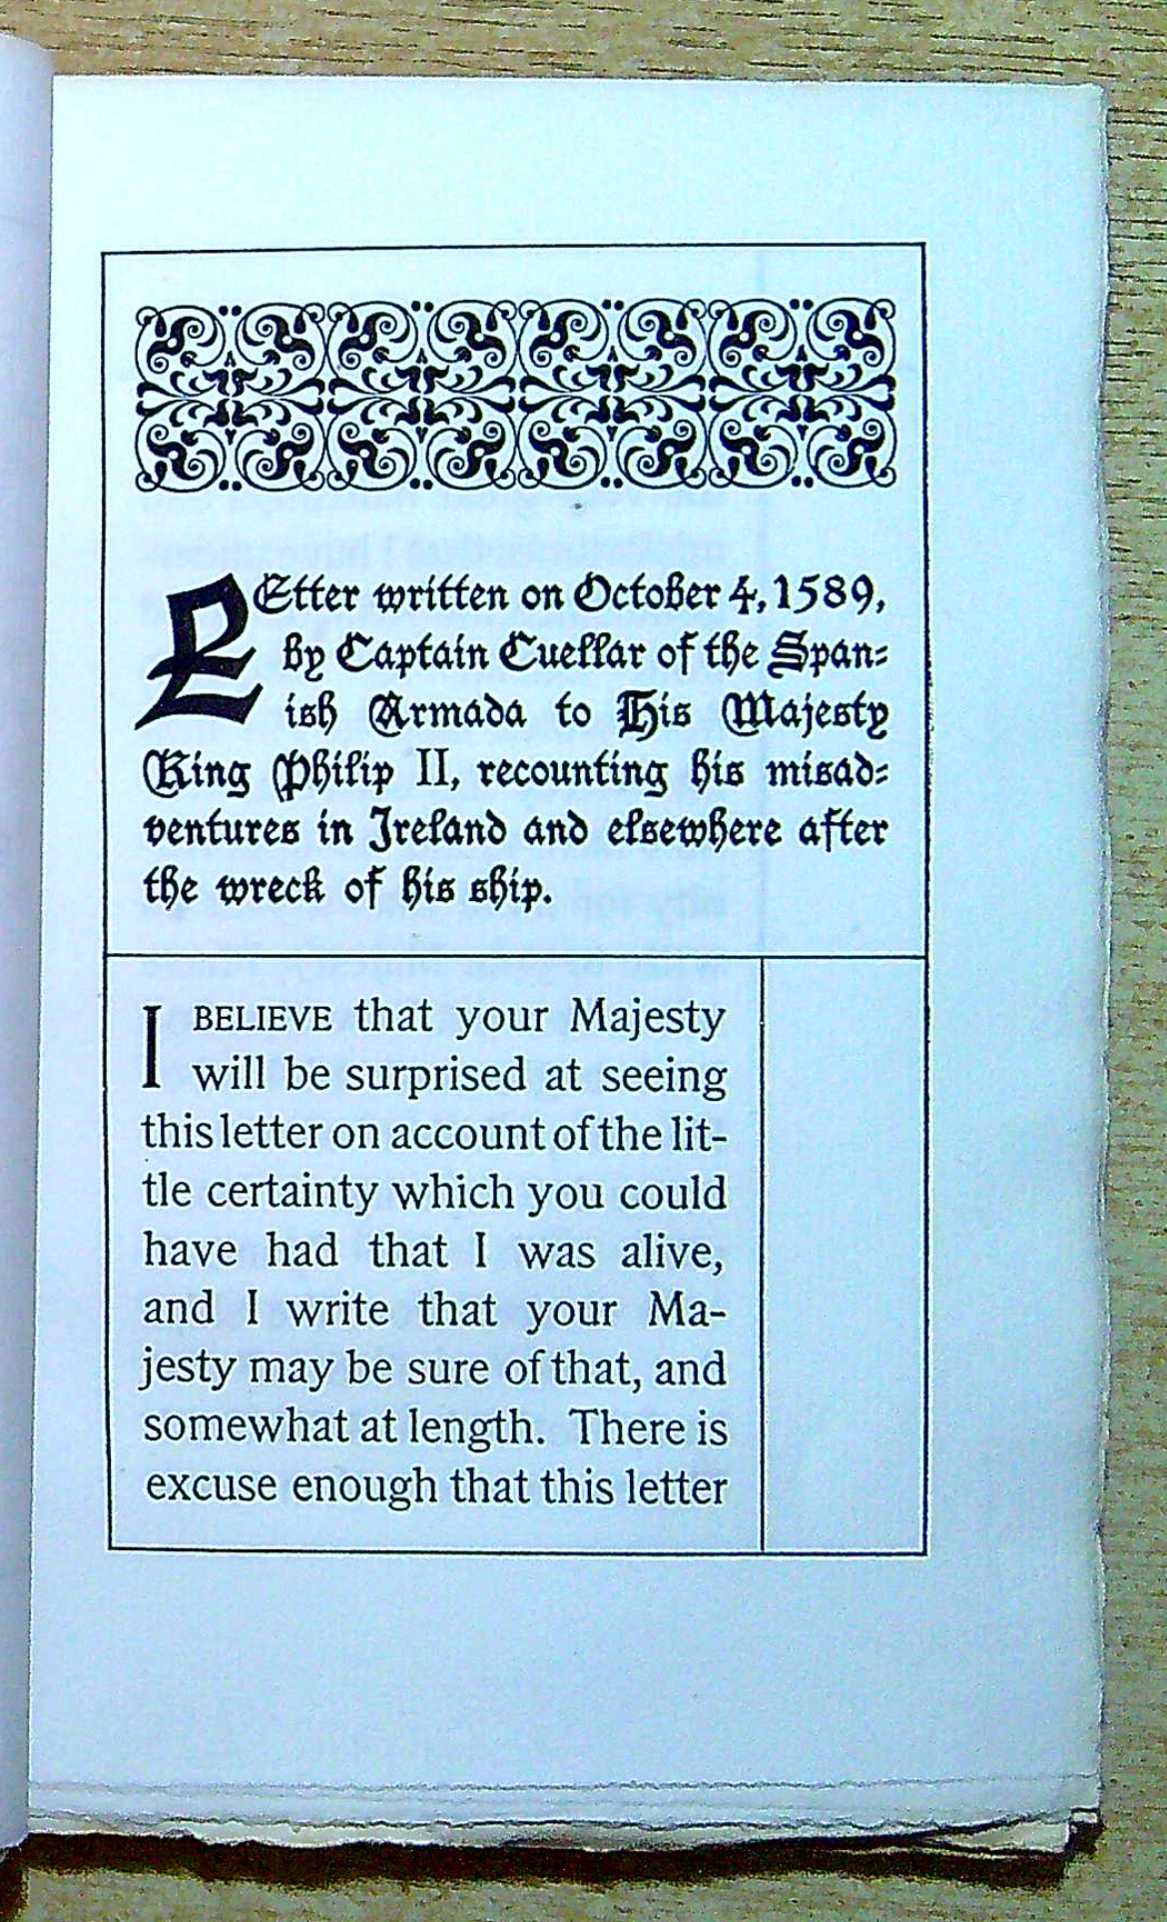 LEtter written on October 4, 1589,
by Captain Cuellar of the Span=
ish Armada to His Majesty
King Philip II, recounting his misad=
ventures in Ireland and elsewhere after
the wreck of his ship.
I BELIEVE that your Majesty
will be surprised at seeing
this letter on account of the lit-
tle certainty which you could
have had that I was alive,
and I write that your Ma-
jesty may be sure of that, and
somewhat at length. There is
excuse enough that this letter